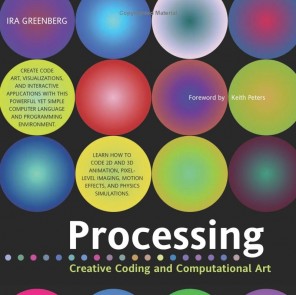 IRA GREENBERG
CREATE CODE
ART, VISUALIZATIONS,
AND INTERACTIVE
APPLICATIONS WITH THIS
POWERFUL YET SIMPLE
COMPUTER LANGUAGE
AND PROGRAMMING
ENVIRONMENT.
Foreword by Keith Peters
LEARN HOW TO
CODE 2D AND 3D
ANIMATION, PIXEL-
LEVEL IMAGING, MOTION
EFFECTS, AND PHYSICS
SIMULATIONS.
Processing
Creative Coding and Computational Art